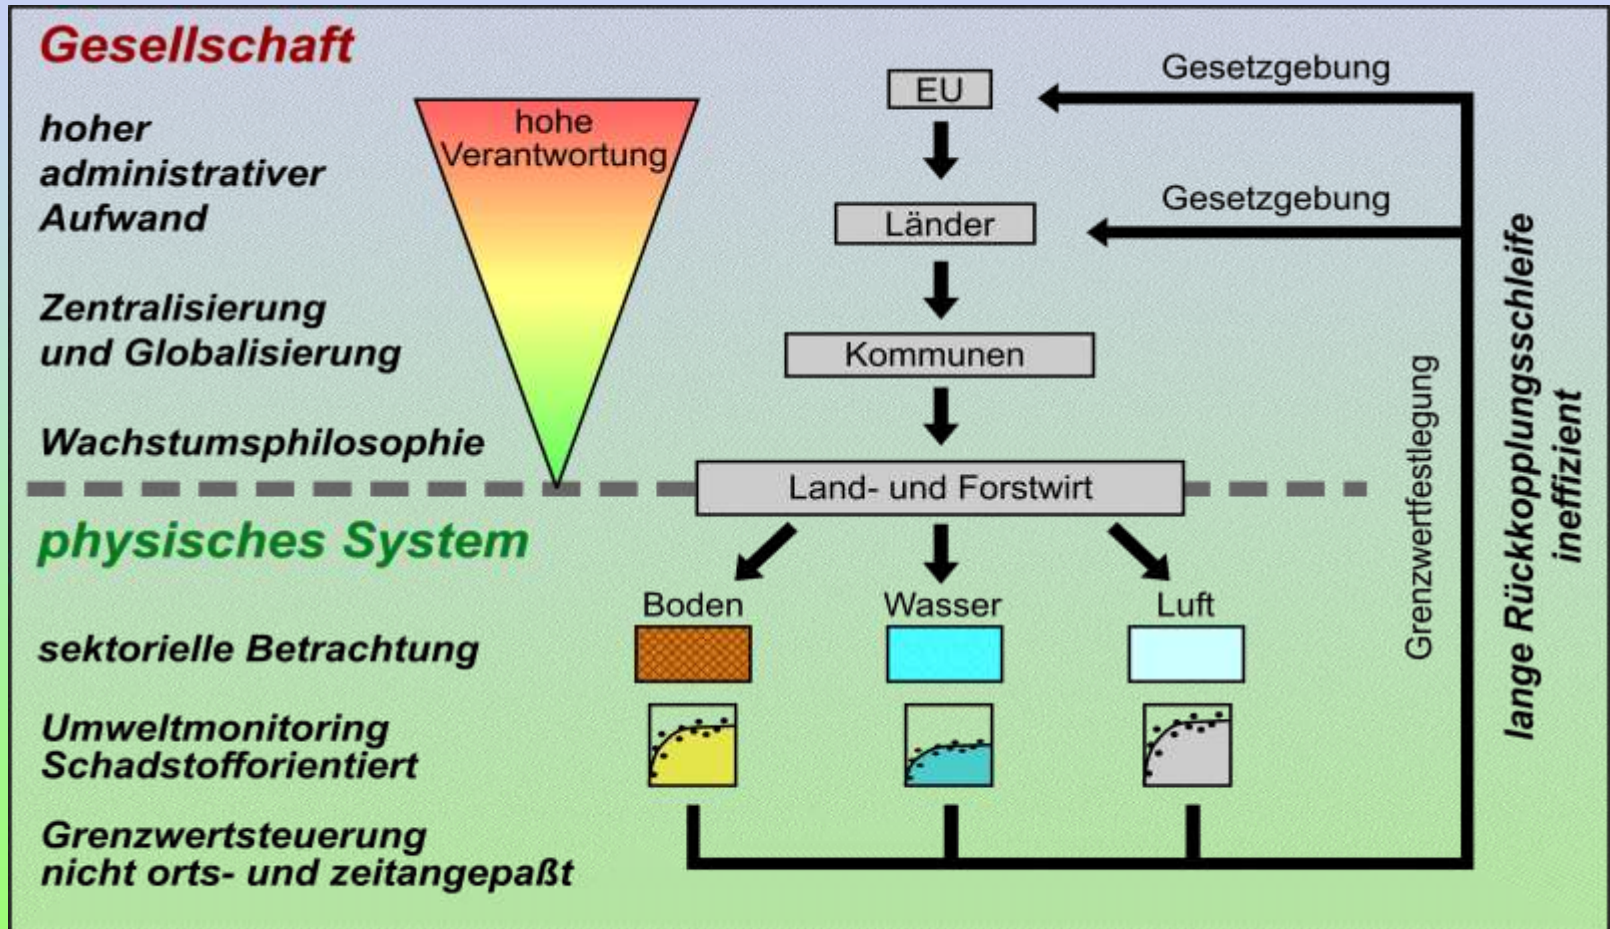 Gesellschaft
hoher
administrativer
Aufwand
Zentralisierung
und Globalisierung
Wachstumsphilosophie
hohe
Verantwortung
EU
Gesetzgebung
Länder
Gesetzgebung
Kommunen
Land- und Forstwirt
physisches System
sektorielle Betrachtung
Umweltmonitoring
Schadstofforientiert
Grenzwertsteuerung
nicht orts- und zeitangepaßt
Boden
Wasser
Luft
Grenzwertfestlegung
lange Rückkopplungsschleife
ineffizient